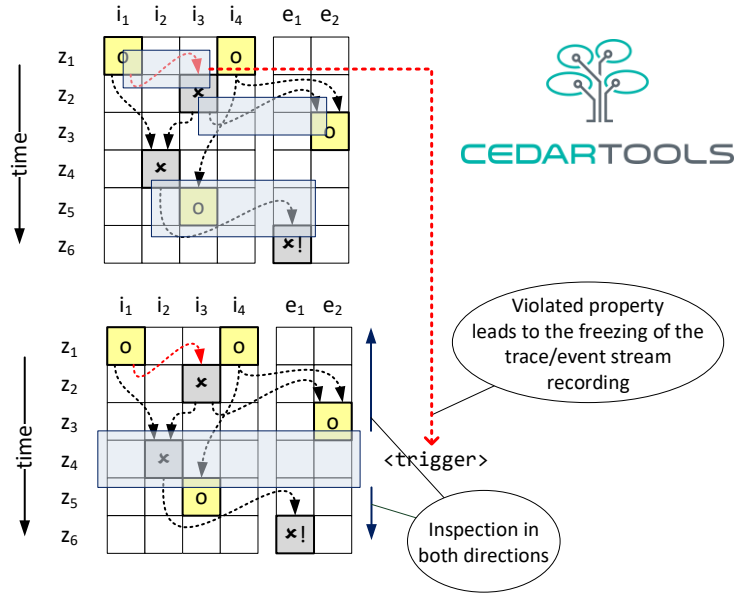 i1 i2 i3 i4 e1 e2
z1 o o
z2 ×
z3 o
z4 ×
z5 o
z6 ×!
time
CEDARTOOLS
i1 i2 i3 i4 e1 e2
z1 o o
z2 ×
z3 o
z4 ×
z5 o
z6 ×!
time
Violated property
leads to the freezing of the
trace/event stream
recording
<trigger>
Inspection in
both directions